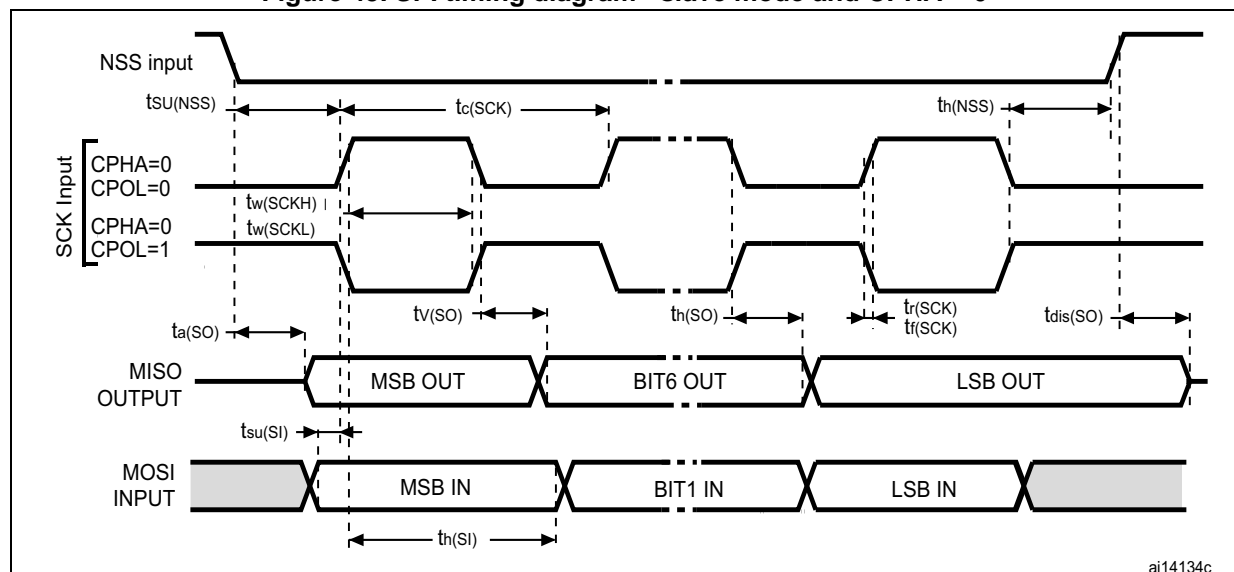 NSS input
tSU(NSS)
tc(SCK)
th(NSS)
SCK Input
CPHA=0
CPOL=0
tw(SCKH)
CPHA=0
tw(SCKL)
CPOL=1
ta(SO)
tV(SO)
th(SO)
tr(SCK)
tf(SCK)
tdis(SO)
MISO
OUTPUT
MSB OUT
BIT6 OUT
LSB OUT
tsu(SI)
MOSI
INPUT
MSB IN
BIT1 IN
LSB IN
th(SI)
ai14134c